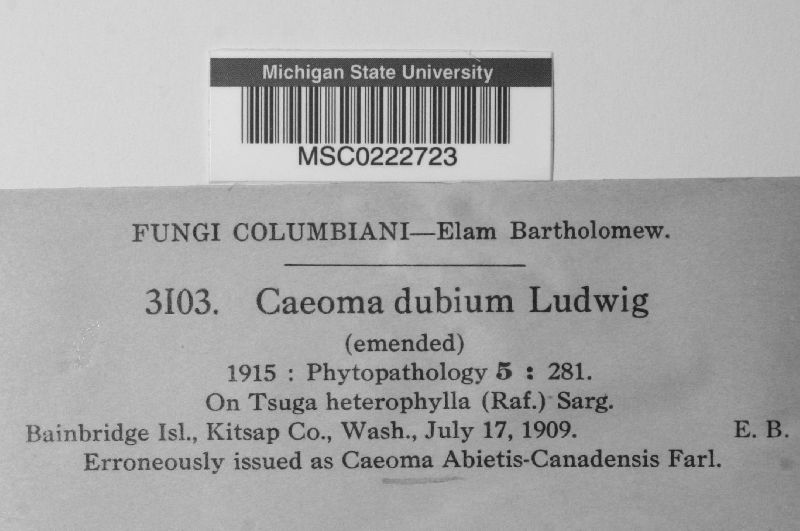 Michigan State University
MSC0222723
FUNGI COLUMBIANI—Elam Bartholomew.
3103. Caeoma dubium Ludwig
(emended)
1915 : Phytopathology 5 : 281.
On Tsuga heterophylla (Raf.) Sarg.
Bainbridge Isl., Kitsap Co., Wash., July 17, 1909. E. B.
Erroneously issued as Caeoma Abietis-Canadensis Farl.